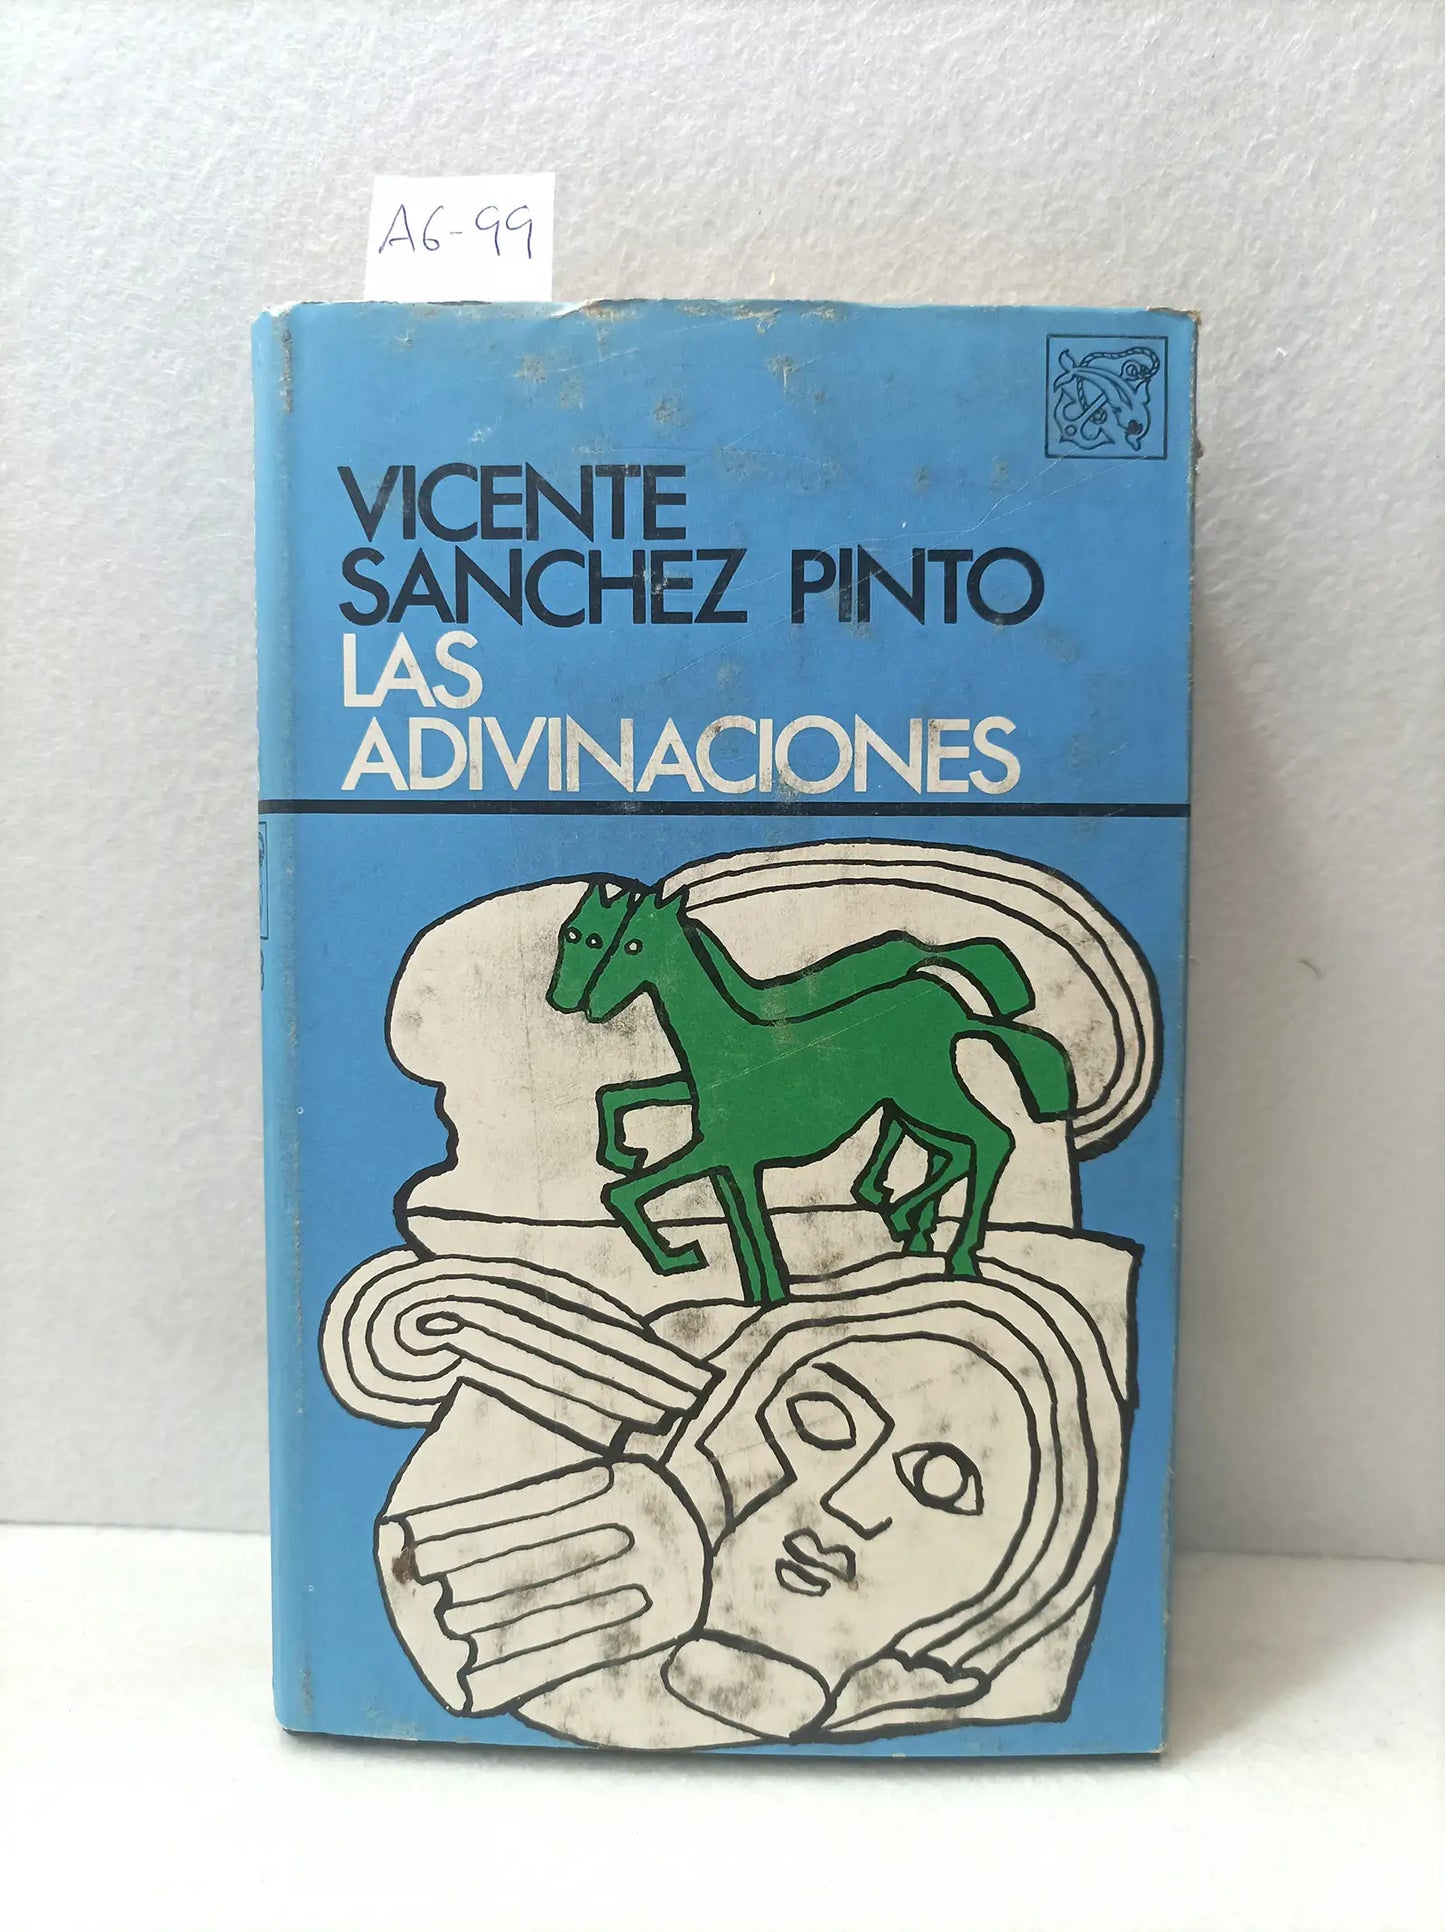 A6-99
VICENTE
SANCHEZ PINTO
LAS
ADIVINACIONES